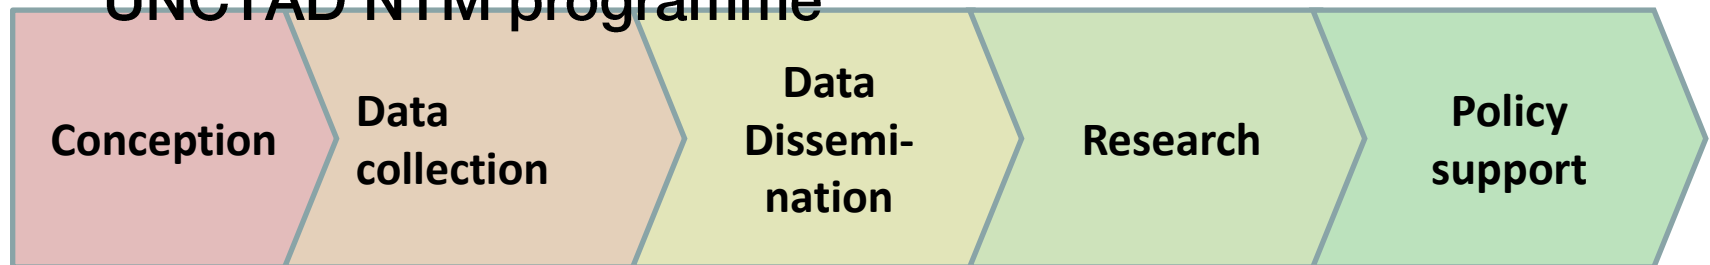 UNCTAD NTM programme
Conception
Data
collection
Data
Dissemi-
nation
Research
Policy
support